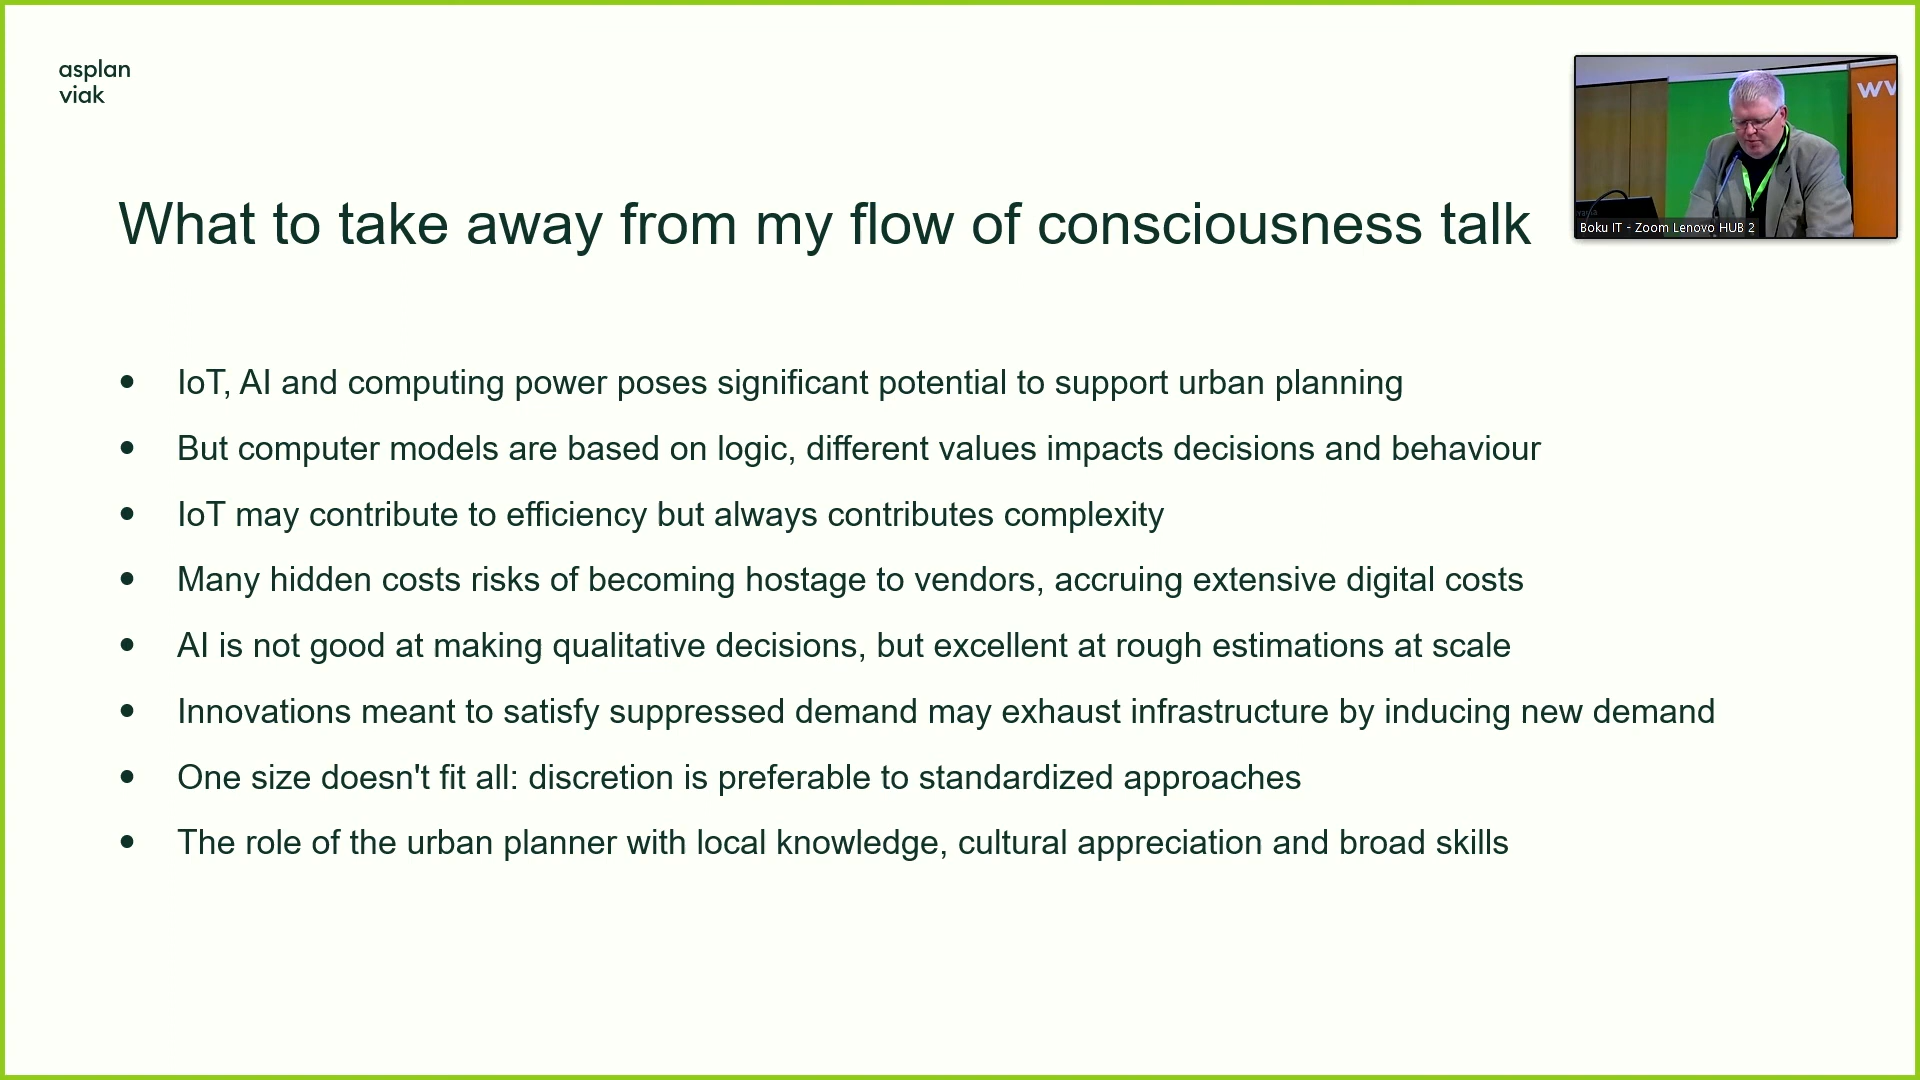 asplan
viak
What to take away from my flow of consciousness talk
IoT, AI and computing power poses significant potential to support urban planning
But computer models are based on logic, different values impacts decisions and behaviour
IoT may contribute to efficiency but always contributes complexity
Many hidden costs risks of becoming hostage to vendors, accruing extensive digital costs
AI is not good at making qualitative decisions, but excellent at rough estimations at scale
Innovations meant to satisfy suppressed demand may exhaust infrastructure by inducing new demand
One size doesn't fit all: discretion is preferable to standardized approaches
The role of the urban planner with local knowledge, cultural appreciation and broad skills
Boku IT - Zoom Lenovo HUB 2